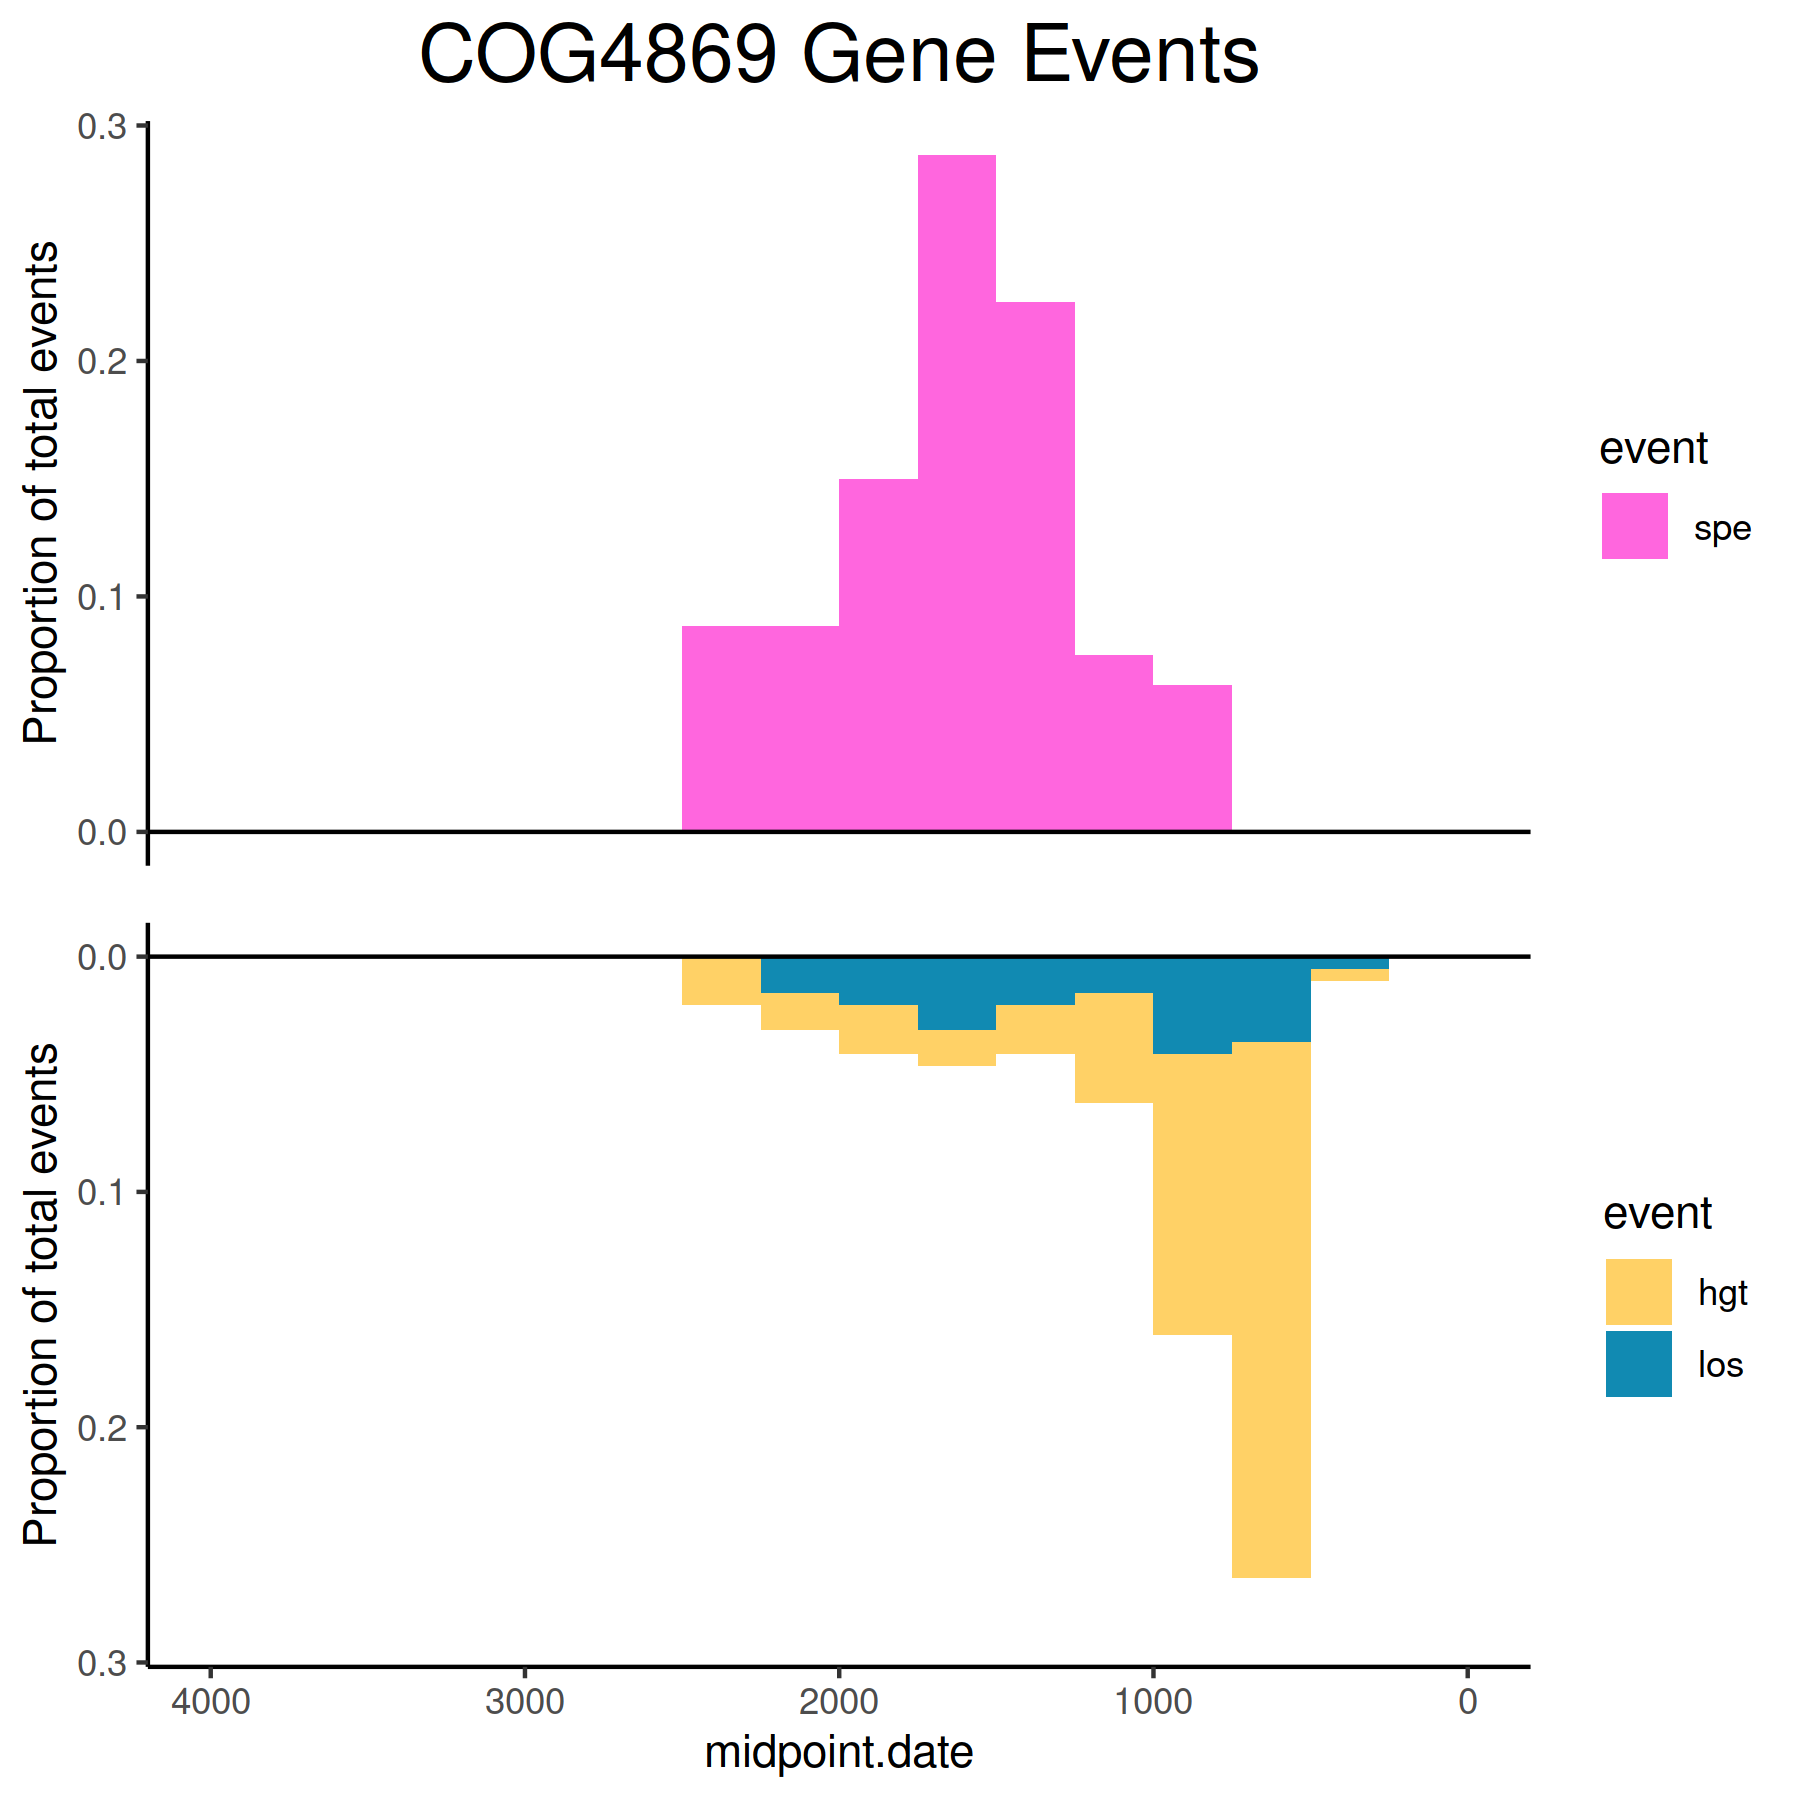 COG4869 Gene Events
Proportion of total events
0.3
0.2
0.1
0.0
event
spe
Proportion of total events
0.0
0.1
0.2
0.3
event
hgt
los
4000 3000 2000 1000 0
midpoint.date